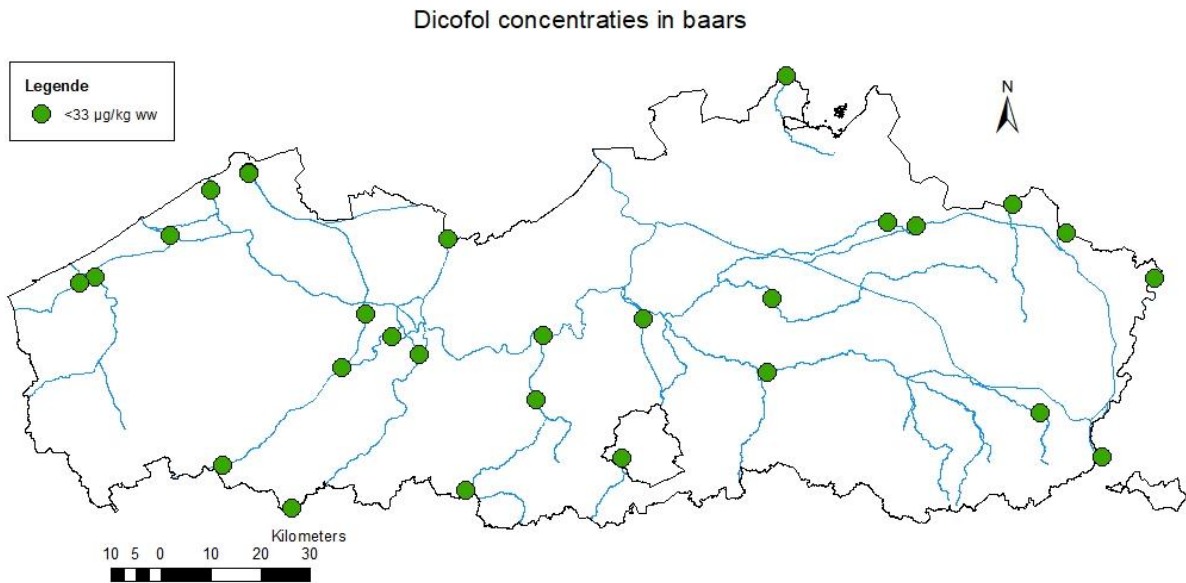 Dicofol concentraties in baars
Legende
<33 µg/kg ww
N
Kilometers
10 5 0 10 20 30